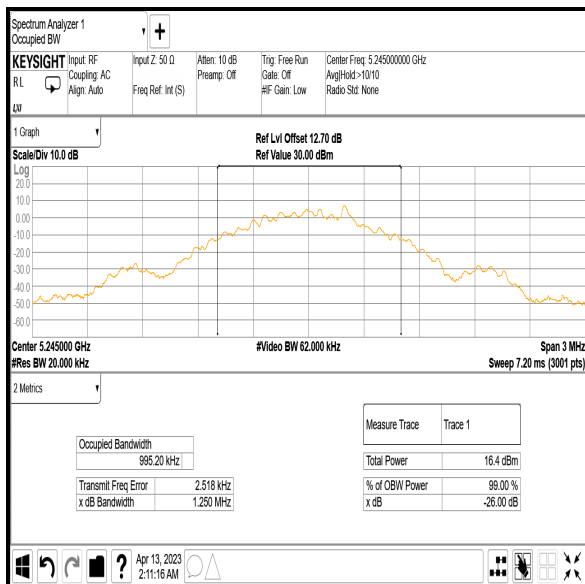 Spectrum Analyzer 1
Occupied BW
KEYSIGHT
Input: RF
Coupling: AC
Align: Auto
Input Z: 50 Ω
Freq Ref: Int (S)
Atten: 10 dB
Preamp: Off
Trig: Free Run
Gate: Off
#IF Gain: Low
Center Freq: 5.245000000 GHz
Avg|Hold:>10/10
Radio Std: None
R L
LXI
1 Graph
Ref Lvl Offset 12.70 dB
Scale/Div 10.0 dB
Ref Value 30.00 dBm
Log
20.0
10.0
0.00
-10.0
-20.0
-30.0
-40.0
-50.0
-60.0
Center 5.245000 GHz
#Video BW 62.000 kHz
Span 3 MHz
#Res BW 20.000 kHz
Sweep 7.20 ms (3001 pts)
2 Metrics
Measure Trace
Trace 1
Occupied Bandwidth
995.20 kHz
Total Power
16.4 dBm
Transmit Freq Error
2.518 kHz
% of OBW Power
99.00 %
x dB Bandwidth
1.250 MHz
x dB
-26.00 dB
Apr 13, 2023
2:11:16 AM